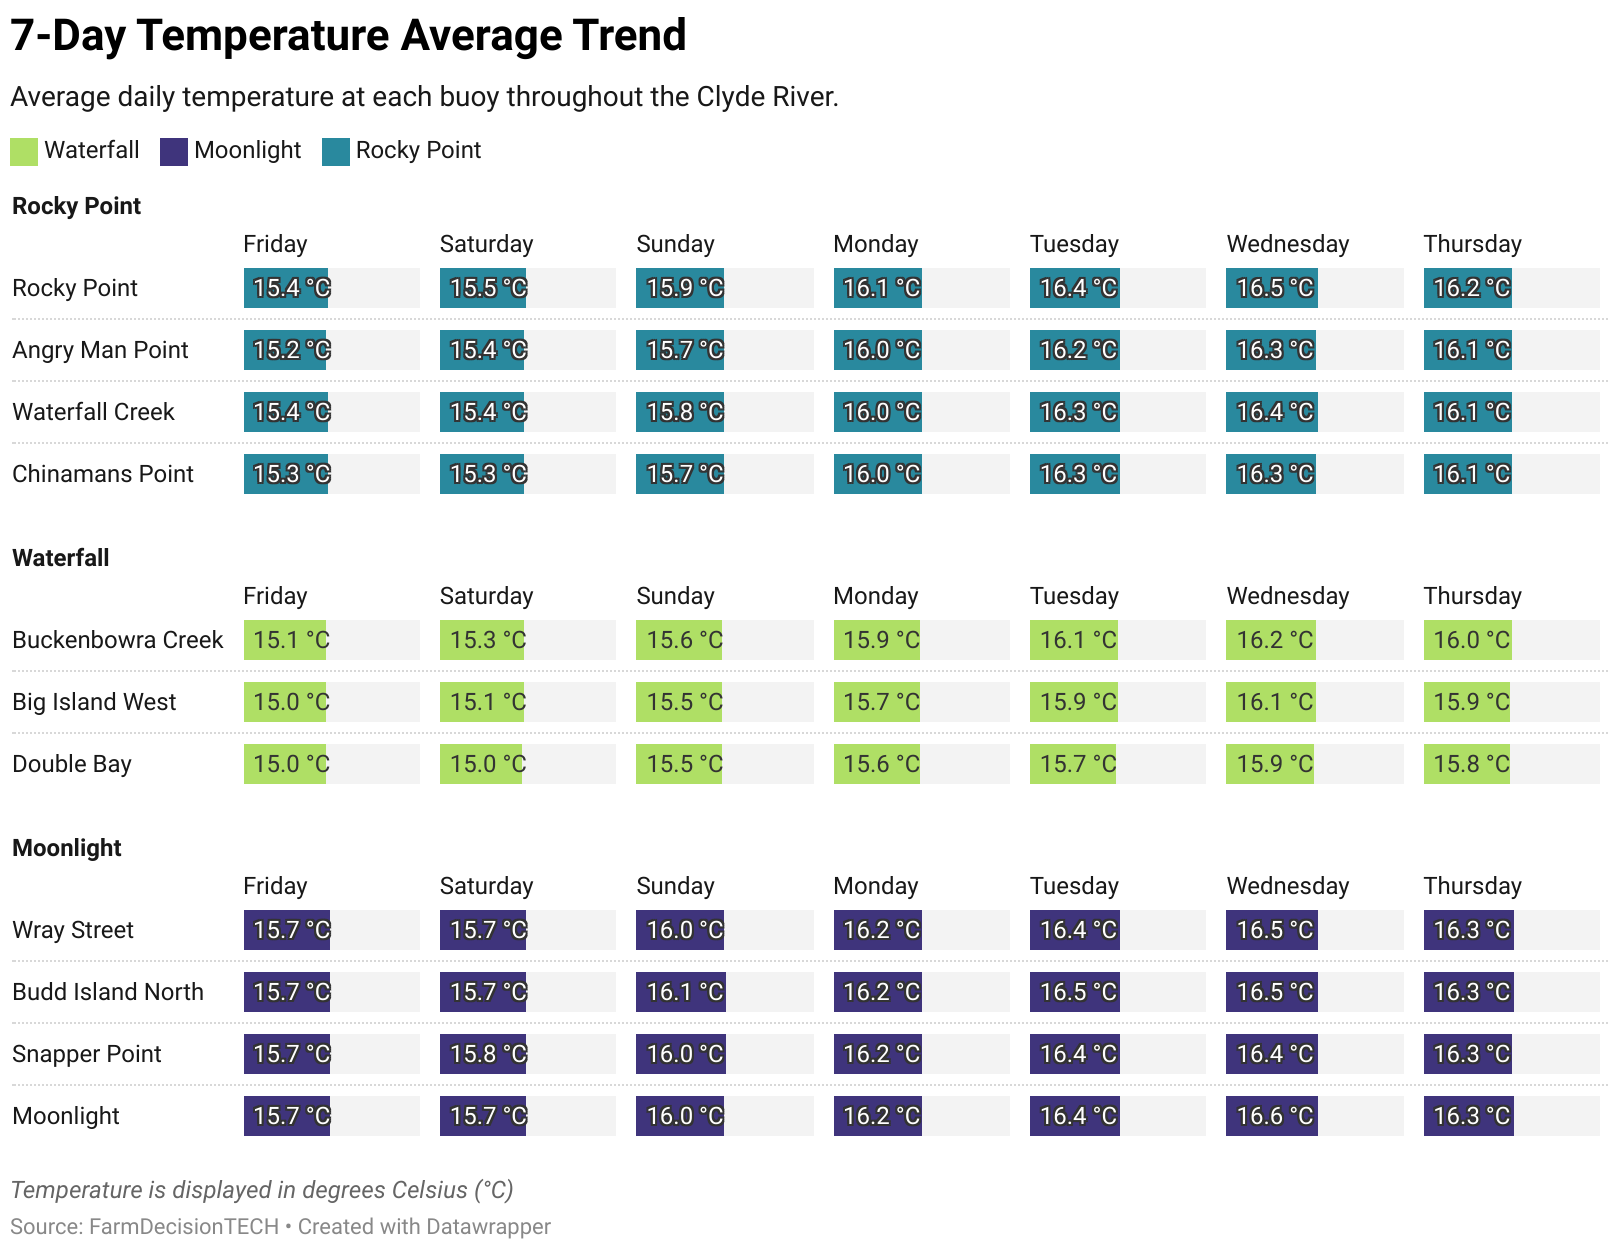 7-Day Temperature Average Trend
Average daily temperature at each buoy throughout the Clyde River.
Waterfall Moonlight Rocky Point
Rocky Point
Friday Saturday Sunday Monday Tuesday Wednesday Thursday
Rocky Point 15.4 °C 15.5 °C 15.9 °C 16.1 °C 16.4 °C 16.5 °C 16.2 °C
Angry Man Point 15.2 °C 15.4 °C 15.7 °C 16.0 °C 16.2 °C 16.3 °C 16.1 °C
Waterfall Creek 15.4 °C 15.4 °C 15.8 °C 16.0 °C 16.3 °C 16.4 °C 16.1 °C
Chinamans Point 15.3 °C 15.3 °C 15.7 °C 16.0 °C 16.3 °C 16.3 °C 16.1 °C
Waterfall
Friday Saturday Sunday Monday Tuesday Wednesday Thursday
Buckenbowra Creek 15.1 °C 15.3 °C 15.6 °C 15.9 °C 16.1 °C 16.2 °C 16.0 °C
Big Island West 15.0 °C 15.1 °C 15.5 °C 15.7 °C 15.9 °C 16.1 °C 15.9 °C
Double Bay 15.0 °C 15.0 °C 15.5 °C 15.6 °C 15.7 °C 15.9 °C 15.8 °C
Moonlight
Friday Saturday Sunday Monday Tuesday Wednesday Thursday
Wray Street 15.7 °C 15.7 °C 16.0 °C 16.2 °C 16.4 °C 16.5 °C 16.3 °C
Budd Island North 15.7 °C 15.7 °C 16.1 °C 16.2 °C 16.5 °C 16.5 °C 16.3 °C
Snapper Point 15.7 °C 15.8 °C 16.0 °C 16.2 °C 16.4 °C 16.4 °C 16.3 °C
Moonlight 15.7 °C 15.7 °C 16.0 °C 16.2 °C 16.4 °C 16.6 °C 16.3 °C
Temperature is displayed in degrees Celsius (°C)
Source: FarmDecisionTECH • Created with Datawrapper